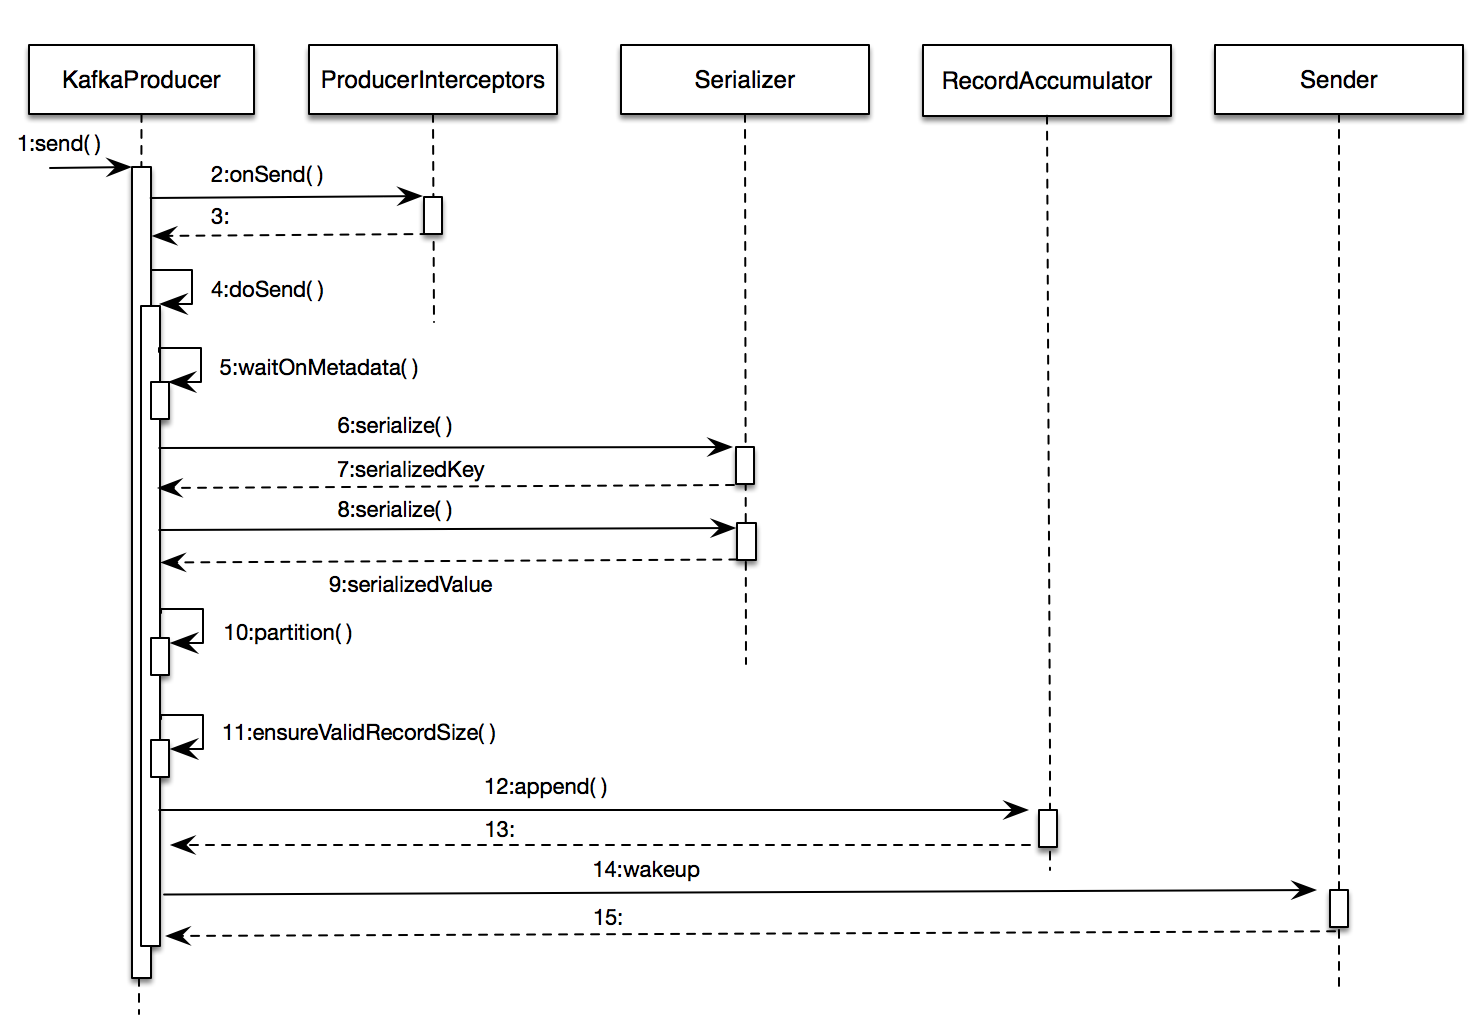 KafkaProducer
ProducerInterceptors
Serializer
RecordAccumulator
Sender
1:send()
2:onSend()
3:
4:doSend()
5:waitOnMetadata()
6:serialize()
7:serializedKey
8:serialize()
9:serializedValue
10:partition()
11:ensureValidRecordSize()
12:append()
13:
14:wakeup
15: